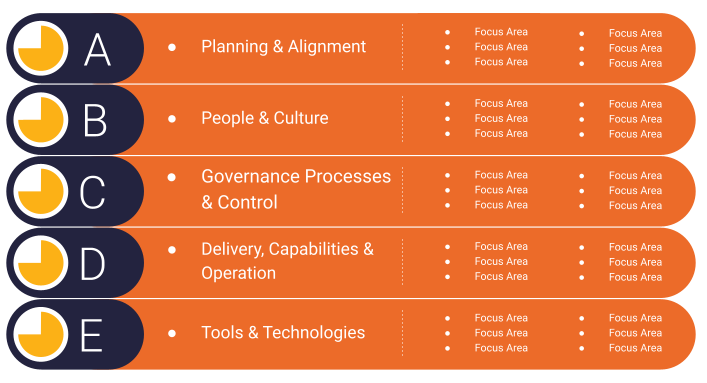 A
Planning & Alignment
Focus Area
Focus Area
Focus Area
Focus Area
Focus Area
Focus Area
B
People & Culture
Focus Area
Focus Area
Focus Area
Focus Area
Focus Area
Focus Area
C
Governance Processes
& Control
Focus Area
Focus Area
Focus Area
Focus Area
Focus Area
Focus Area
D
Delivery, Capabilities &
Operation
Focus Area
Focus Area
Focus Area
Focus Area
Focus Area
Focus Area
E
Tools & Technologies
Focus Area
Focus Area
Focus Area
Focus Area
Focus Area
Focus Area